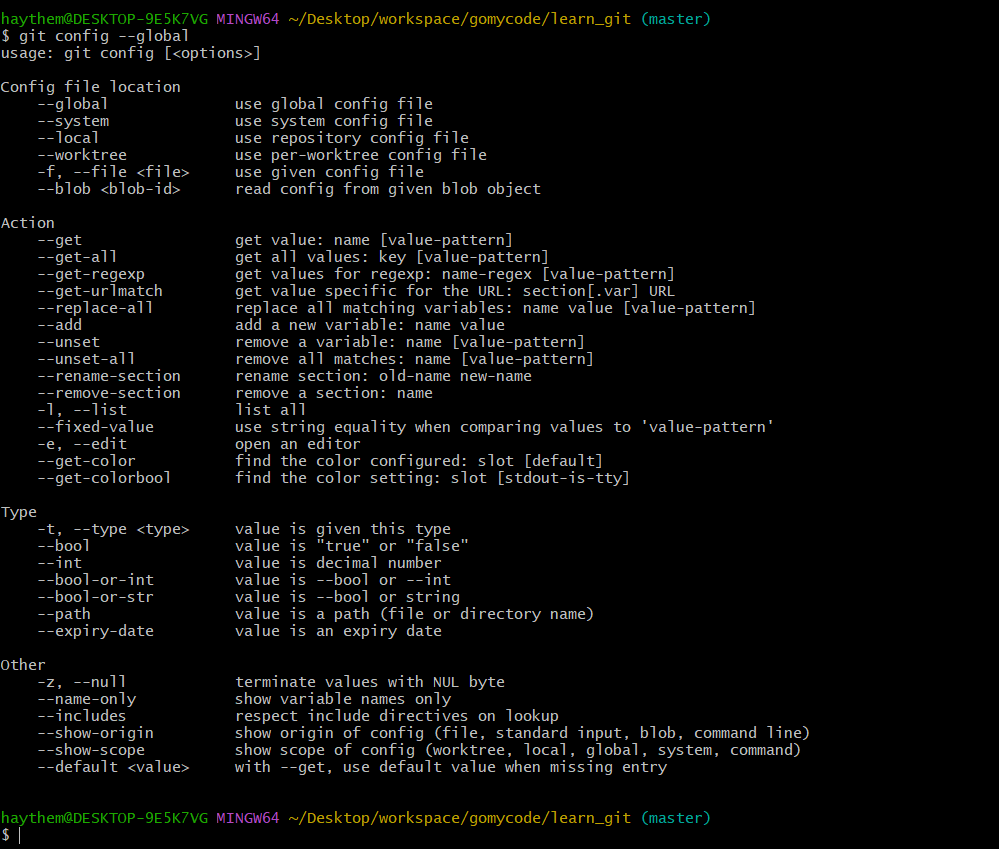 haythem@DESKTOP-9E5K7VG MINGW64 ~/Desktop/workspace/gomycode/learn_git (master)
$ git config --global
usage: git config [<options>]

Config file location
    --global              use global config file
    --system              use system config file
    --local               use repository config file
    --worktree            use per-worktree config file
    -f, --file <file>     use given config file
    --blob <blob-id>      read config from given blob object

Action
    --get                 get value: name [value-pattern]
    --get-all             get all values: key [value-pattern]
    --get-regexp          get values for regexp: name-regex [value-pattern]
    --get-urlmatch        get value specific for the URL: section[.var] URL
    --replace-all         replace all matching variables: name value [value-pattern]
    --add                 add a new variable: name value
    --unset               remove a variable: name [value-pattern]
    --unset-all           remove all matches: name [value-pattern]
    --rename-section      rename section: old-name new-name
    --remove-section      remove a section: name
    -l, --list            list all
    --fixed-value         use string equality when comparing values to 'value-pattern'
    -e, --edit            open an editor
    --get-color           find the color configured: slot [default]
    --get-colorbool       find the color setting: slot [stdout-is-tty]

Type
    -t, --type <type>     value is given this type
    --bool                value is "true" or "false"
    --int                 value is decimal number
    --bool-or-int         value is --bool or --int
    --bool-or-str         value is --bool or string
    --path                value is a path (file or directory name)
    --expiry-date         value is an expiry date

Other
    -z, --null            terminate values with NUL byte
    --name-only           show variable names only
    --includes            respect include directives on lookup
    --show-origin         show origin of config (file, standard input, blob, command line)
    --show-scope          show scope of config (worktree, local, global, system, command)
    --default <value>     with --get, use default value when missing entry

haythem@DESKTOP-9E5K7VG MINGW64 ~/Desktop/workspace/gomycode/learn_git (master)
$